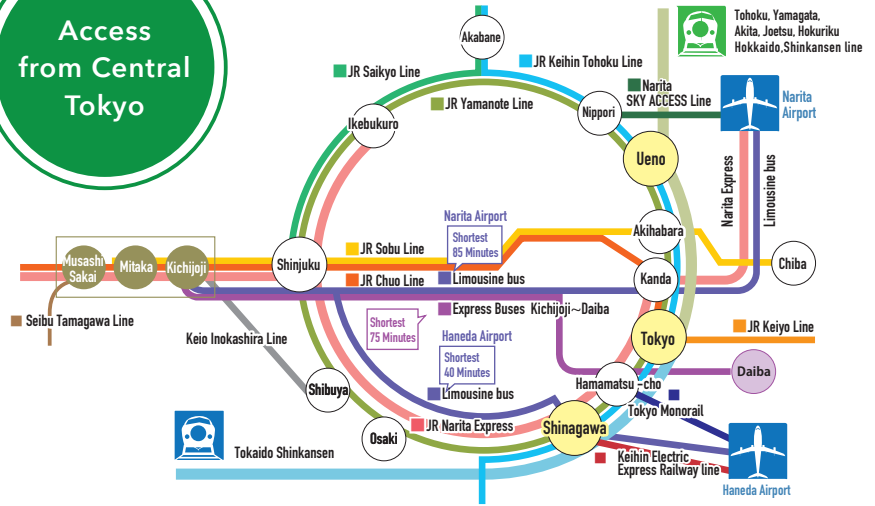 Access
from Central
Tokyo
Akabane
JR Keihin Tohoku Line
JR Saikyo Line
JR Yamanote Line
Ikebukuro
Nippori
Narita
SKY ACCESS Line
Tohoku, Yamagata,
Akita, Joetsu, Hokuriku
Hokkaido,Shinkansen line
Narita
Airport
Ueno
Narita Express
Limousine bus
Akihabara
Chiba
Musashi
Sakai
Mitaka
Kichijoji
Shinjuku
JR Sobu Line
JR Chuo Line
Narita Airport
Shortest
85 Minutes
Limousine bus
Kanda
Express Buses Kichijoji～Daiba
Seibu Tamagawa Line
Keio Inokashira Line
Shortest
75 Minutes
Haneda Airport
Shortest
40 Minutes
Limousine bus
Tokyo
JR Keiyo Line
Daiba
Hamamatsu -cho
Tokyo Monorail
Shibuya
Osaki
JR Narita Express
Shinagawa
Tokaido Shinkansen
Keihin Electric
Express Railway line
Haneda Airport